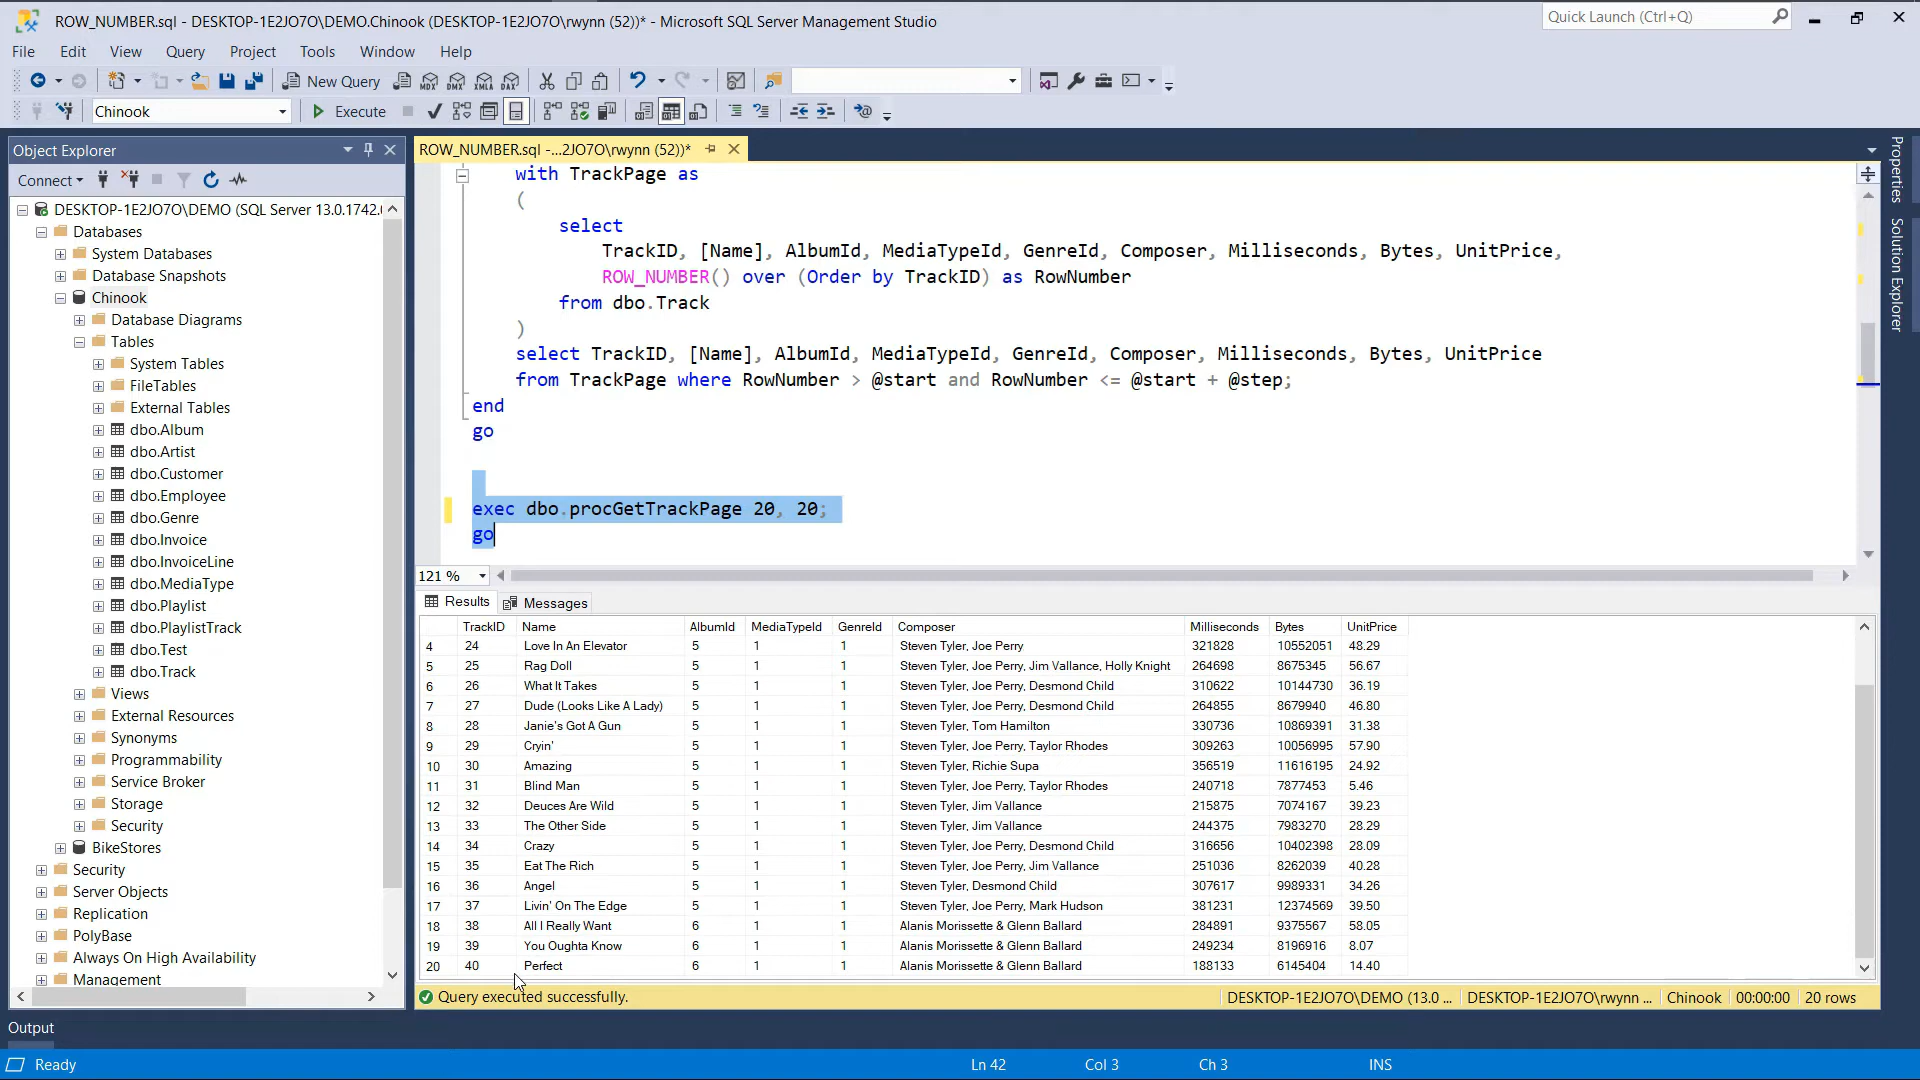 ROW_NUMBER.sql - DESKTOP-1E2JO7O\DEMO.Chinook (DESKTOP-1E2JO7O\rwynn (52))* - Microsoft SQL Server Management Studio
Quick Launch (Ctrl+Q)
File Edit View Query Project Tools Window Help
New Query MDX DMX XMLA DAX
Chinook Execute
Object Explorer
Connect
DESKTOP-1E2JO7O\DEMO (SQL Server 13.0.1742.
Databases
System Databases
Database Snapshots
Chinook
Database Diagrams
Tables
System Tables
FileTables
External Tables
dbo.Album
dbo.Artist
dbo.Customer
dbo.Employee
dbo.Genre
dbo.Invoice
dbo.InvoiceLine
dbo.MediaType
dbo.Playlist
dbo.PlaylistTrack
dbo.Test
dbo.Track
Views
External Resources
Synonyms
Programmability
Service Broker
Storage
Security
BikeStores
Security
Server Objects
Replication
PolyBase
Always On High Availability
Management
ROW_NUMBER.sql -...2JO7O\rwynn (52))*
with TrackPage as
(
select
TrackID, [Name], AlbumId, MediaTypeId, GenreId, Composer, Milliseconds, Bytes, UnitPrice,
ROW_NUMBER() over (Order by TrackID) as RowNumber
from dbo.Track
)
select TrackID, [Name], AlbumId, MediaTypeId, GenreId, Composer, Milliseconds, Bytes, UnitPrice
from TrackPage where RowNumber > @start and RowNumber <= @start + @step;
end
go
exec dbo.procGetTrackPage 20, 20;
go
121 %
Results Messages
TrackID Name AlbumId MediaTypeId GenreId Composer Milliseconds Bytes UnitPrice
4 24 Love In An Elevator 5 1 1 Steven Tyler, Joe Perry 321828 10552051 48.29
5 25 Rag Doll 5 1 1 Steven Tyler, Joe Perry, Jim Vallance, Holly Knight 264698 8675345 56.67
6 26 What It Takes 5 1 1 Steven Tyler, Joe Perry, Desmond Child 310622 10144730 36.19
7 27 Dude (Looks Like A Lady) 5 1 1 Steven Tyler, Joe Perry, Desmond Child 264855 8679940 46.80
8 28 Janie's Got A Gun 5 1 1 Steven Tyler, Tom Hamilton 330736 10869391 31.38
9 29 Cryin' 5 1 1 Steven Tyler, Joe Perry, Taylor Rhodes 309263 10056995 57.90
10 30 Amazing 5 1 1 Steven Tyler, Richie Supa 356519 11616195 24.92
11 31 Blind Man 5 1 1 Steven Tyler, Joe Perry, Taylor Rhodes 240718 7877453 5.46
12 32 Deuces Are Wild 5 1 1 Steven Tyler, Jim Vallance 215875 7074167 39.23
13 33 The Other Side 5 1 1 Steven Tyler, Jim Vallance 244375 7983270 28.29
14 34 Crazy 5 1 1 Steven Tyler, Joe Perry, Desmond Child 316656 10402398 28.09
15 35 Eat The Rich 5 1 1 Steven Tyler, Joe Perry, Jim Vallance 251036 8262039 40.28
16 36 Angel 5 1 1 Steven Tyler, Desmond Child 307617 9989331 34.26
17 37 Livin' On The Edge 5 1 1 Steven Tyler, Joe Perry, Mark Hudson 381231 12374569 39.50
18 38 All I Really Want 6 1 1 Alanis Morissette & Glenn Ballard 284891 9375567 58.05
19 39 You Oughta Know 6 1 1 Alanis Morissette & Glenn Ballard 249234 8196916 8.07
20 40 Perfect 6 1 1 Alanis Morissette & Glenn Ballard 188133 6145404 14.40
Query executed successfully. DESKTOP-1E2JO7O\DEMO (13.0 ... DESKTOP-1E2JO7O\rwynn ... Chinook 00:00:00 20 rows
Properties
Solution Explorer
Output
Ready Ln 42 Col 3 Ch 3 INS